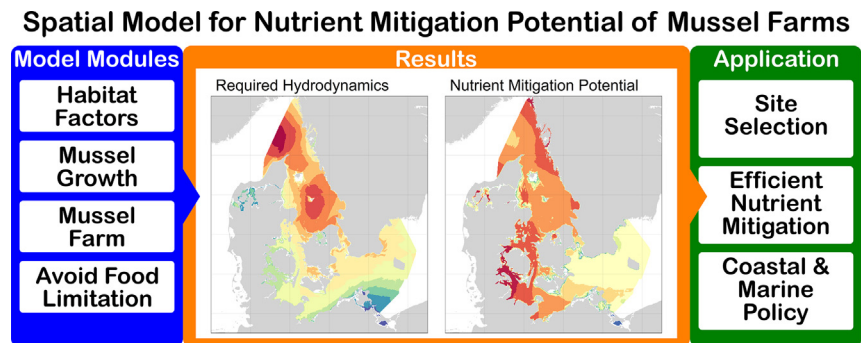 Spatial Model for Nutrient Mitigation Potential of Mussel Farms
Model Modules
Habitat
Factors
Mussel
Growth
Mussel
Farm
Avoid Food
Limitation
Results
Required Hydrodynamics
Nutrient Mitigation Potential
Application
Site
Selection
Efficient
Nutrient
Mitigation
Coastal &
Marine
Policy